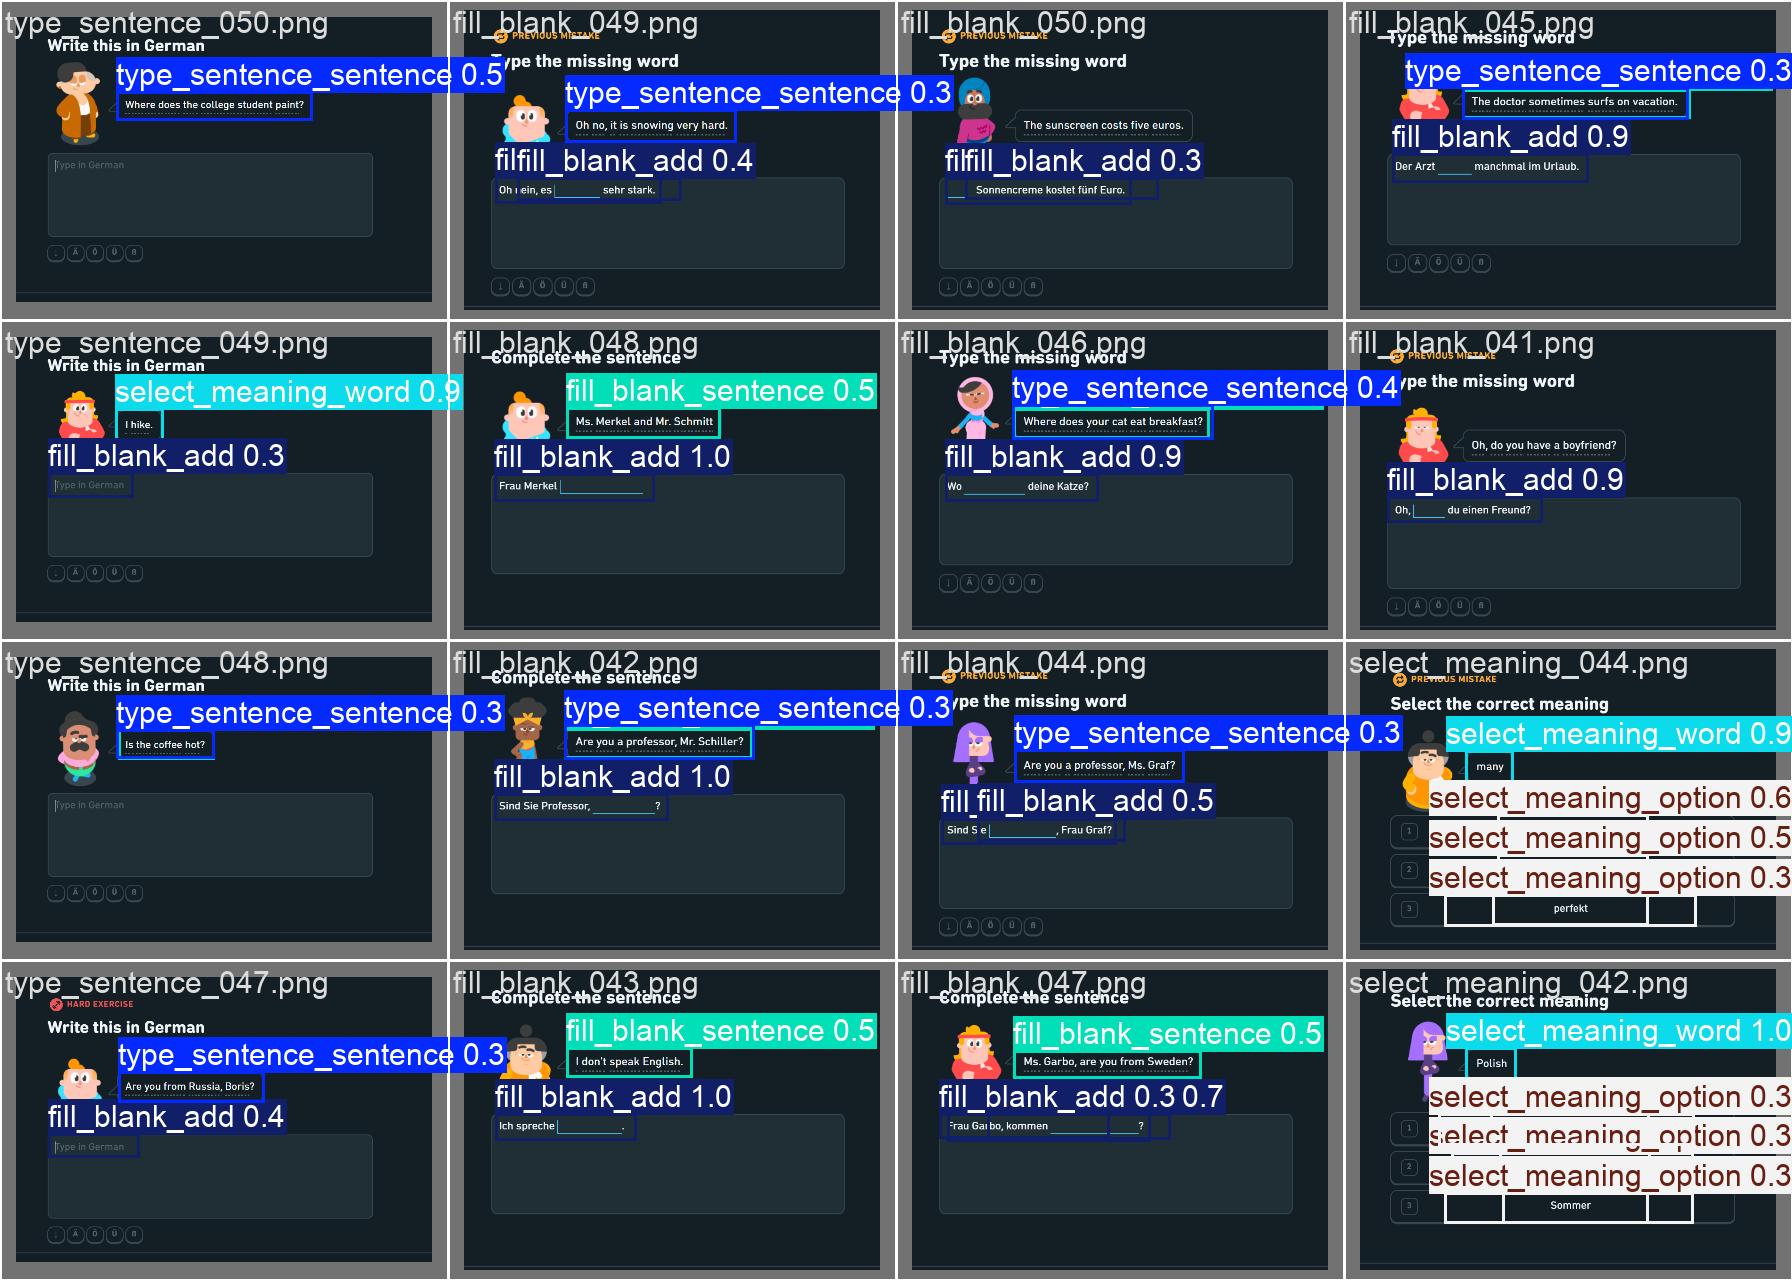 type_sentence_050.png
Write this in German
type_sentence_sentence 0.5
Where does the college student paint?
Type in German
Ä Ö Ü ß
fill_blank_049.png
PREVIOUS MISTAKE
Type the missing word
type_sentence_sentence 0.3
Oh no, it is snowing very hard.
fill_blank_add 0.4
Oh nein, es sehr stark.
Ä Ö Ü ß
fill_blank_050.png
PREVIOUS MISTAKE
Type the missing word
The sunscreen costs five euros.
fill_blank_add 0.3
Sonnencreme kostet fünf Euro.
Ä Ö Ü ß
fill_blank_045.png
Type the missing word
type_sentence_sentence 0.3
The doctor sometimes surfs on vacation.
fill_blank_add 0.9
Der Arzt manchmal im Urlaub.
Ä Ö Ü ß
type_sentence_049.png
Write this in German
select_meaning_word 0.9
I hike.
fill_blank_add 0.3
Type in German
Ä Ö Ü ß
fill_blank_048.png
Complete the sentence
fill_blank_sentence 0.5
Ms. Merkel and Mr. Schmitt
fill_blank_add 1.0
Frau Merkel
fill_blank_046.png
Type the missing word
type_sentence_sentence 0.4
Where does your cat eat breakfast?
fill_blank_add 0.9
Wo deine Katze?
Ä Ö Ü ß
fill_blank_041.png
PREVIOUS MISTAKE
Type the missing word
Oh, do you have a boyfriend?
fill_blank_add 0.9
Oh, du einen Freund?
Ä Ö Ü ß
type_sentence_048.png
Write this in German
type_sentence_sentence 0.3
Is the coffee hot?
Type in German
Ä Ö Ü ß
fill_blank_042.png
Complete the sentence
type_sentence_sentence 0.3
Are you a professor, Mr. Schiller?
fill_blank_add 1.0
Sind Sie Professor, ?
fill_blank_044.png
PREVIOUS MISTAKE
Type the missing word
type_sentence_sentence 0.3
Are you a professor, Ms. Graf?
fill_blank_add 0.5
Sind Sie , Frau Graf?
Ä Ö Ü ß
select_meaning_044.png
PREVIOUS MISTAKE
Select the correct meaning
select_meaning_word 0.9
many
select_meaning_option 0.6
1
select_meaning_option 0.5
2
select_meaning_option 0.3
3 perfekt
type_sentence_047.png
HARD EXERCISE
Write this in German
type_sentence_sentence 0.3
Are you from Russia, Boris?
fill_blank_add 0.4
Type in German
Ä Ö Ü ß
fill_blank_043.png
Complete the sentence
fill_blank_sentence 0.5
I don't speak English.
fill_blank_add 1.0
Ich spreche .
fill_blank_047.png
Complete the sentence
fill_blank_sentence 0.5
Ms. Garbo, are you from Sweden?
fill_blank_add 0.3 0.7
Frau Garbo, kommen ?
select_meaning_042.png
Select the correct meaning
select_meaning_word 1.0
Polish
select_meaning_option 0.3
1
select_meaning_option 0.3
2
select_meaning_option 0.3
3 Sommer